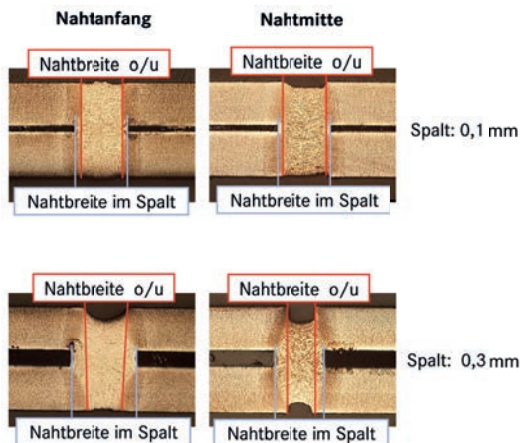 Nahtanfang
Nahtmitte
Nahtbreite o/u
Nahtbreite o/u
Spalt: 0,1 mm
Nahtbreite im Spalt
Nahtbreite im Spalt
Nahtbreite o/u
Nahtbreite o/u
Spalt: 0,3 mm
Nahtbreite im Spalt
Nahtbreite im Spalt